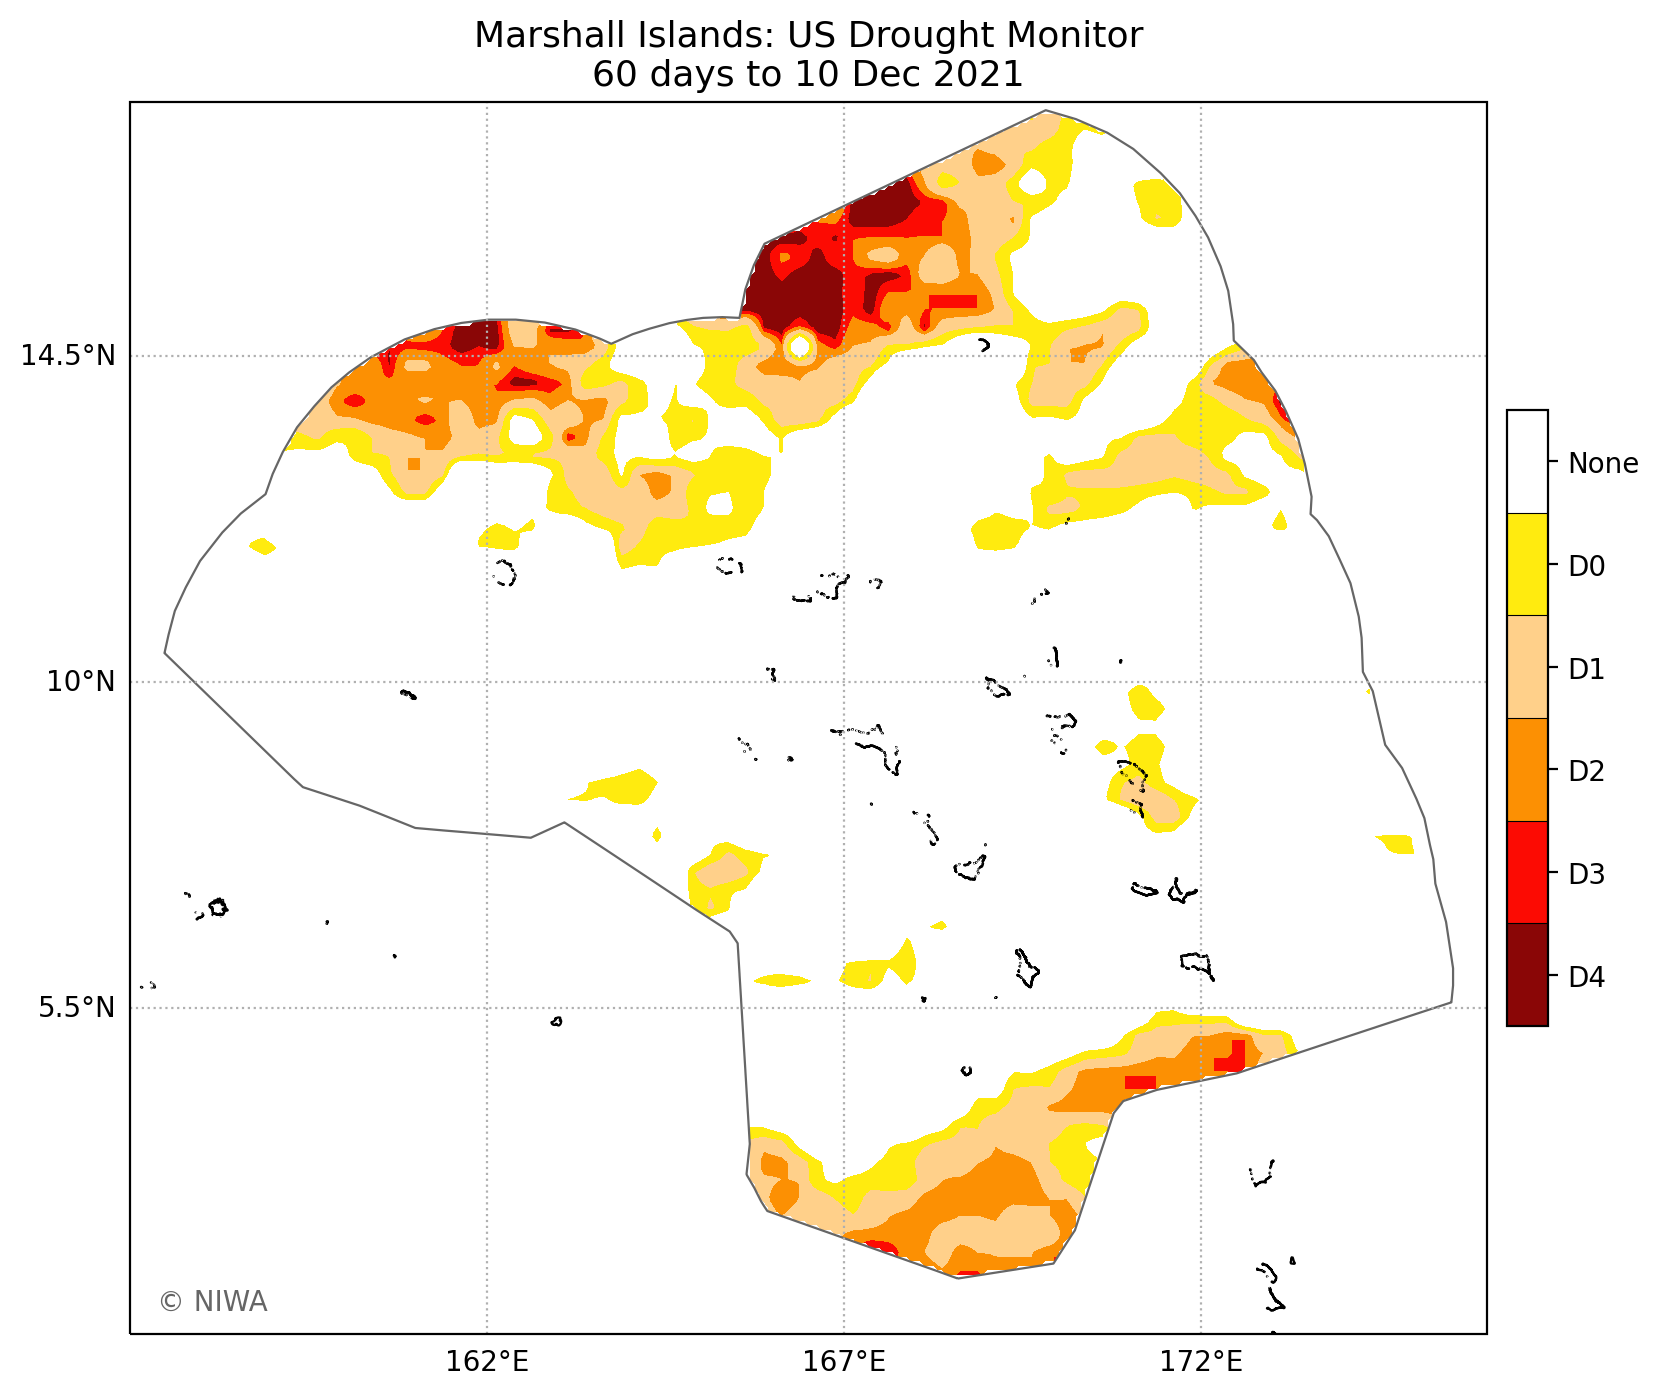 Marshall Islands: US Drought Monitor
60 days to 10 Dec 2021
14.5°N
10°N
5.5°N
162°E
167°E
172°E
None
D0
D1
D2
D3
D4
© NIWA